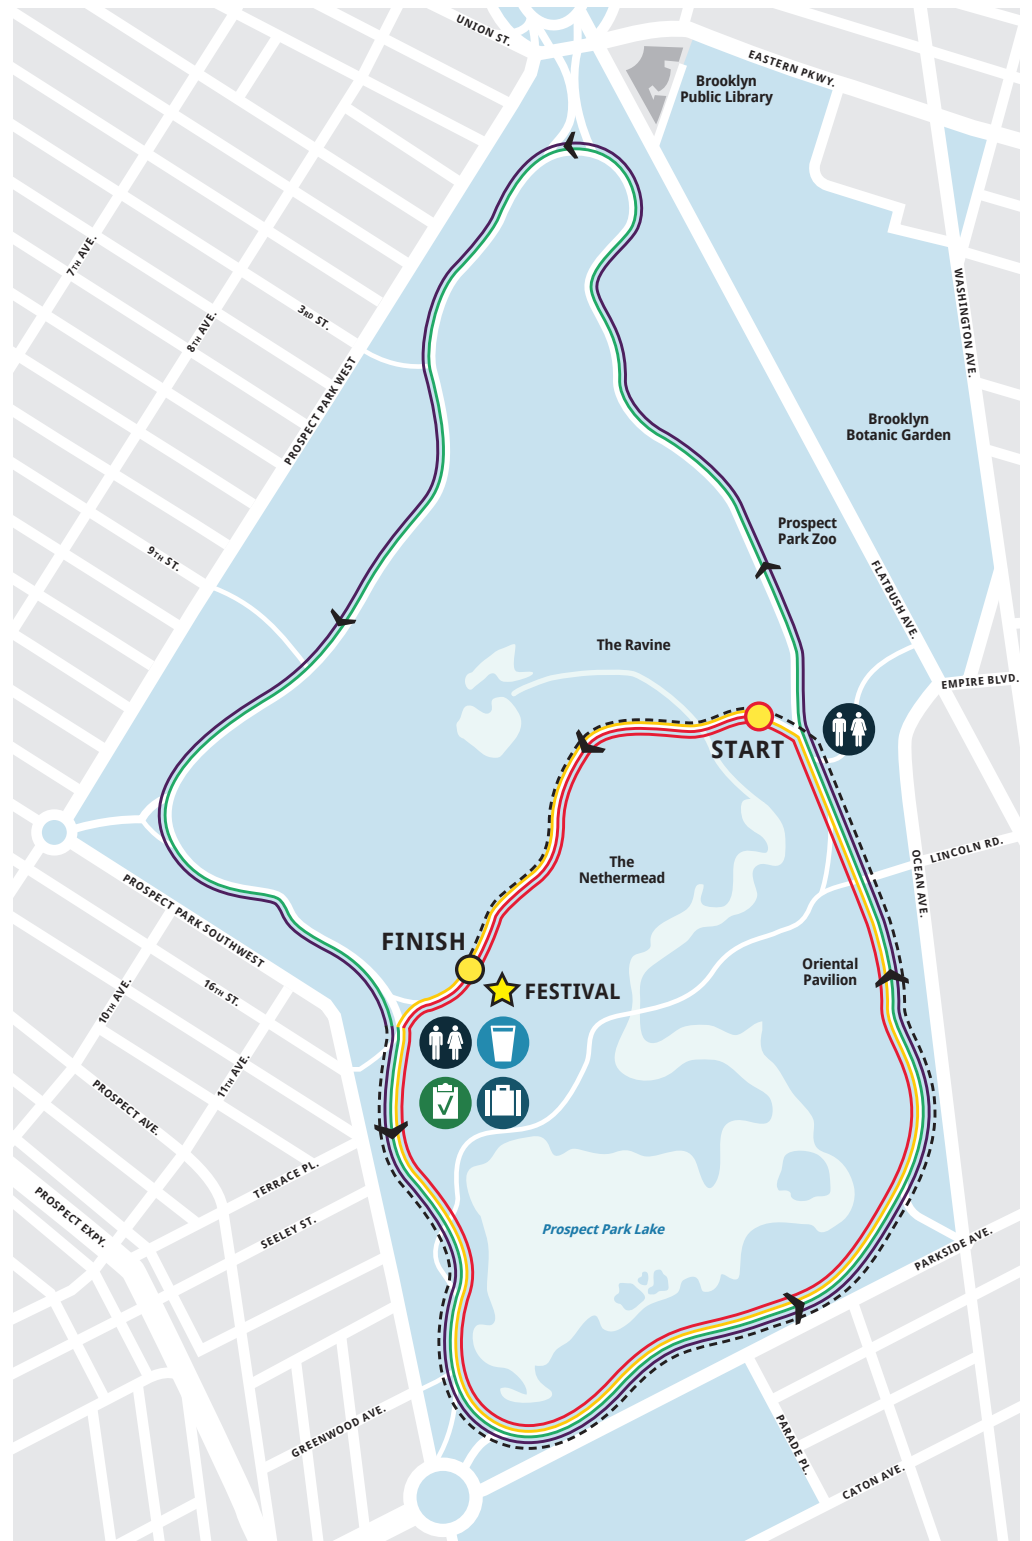 UNION ST.
EASTERN PKWY.
Brooklyn
Public Library
7TH AVE.
8TH AVE.
3RD ST.
WASHINGTON AVE.
PROSPECT PARK WEST
Brooklyn
Botanic Garden
9TH ST.
Prospect
Park Zoo
FLATBUSH AVE.
The Ravine
EMPIRE BLVD.
START
The
Nethermead
LINCOLN RD.
OCEAN AVE.
PROSPECT PARK SOUTHWEST
FINISH
FESTIVAL
Oriental
Pavilion
16TH ST.
10TH AVE.
11TH AVE.
PROSPECT AVE.
TERRACE PL.
PROSPECT EXPY.
SEELEY ST.
Prospect Park Lake
PARKSIDE AVE.
GREENWOOD AVE.
PARADE PL.
CATON AVE.